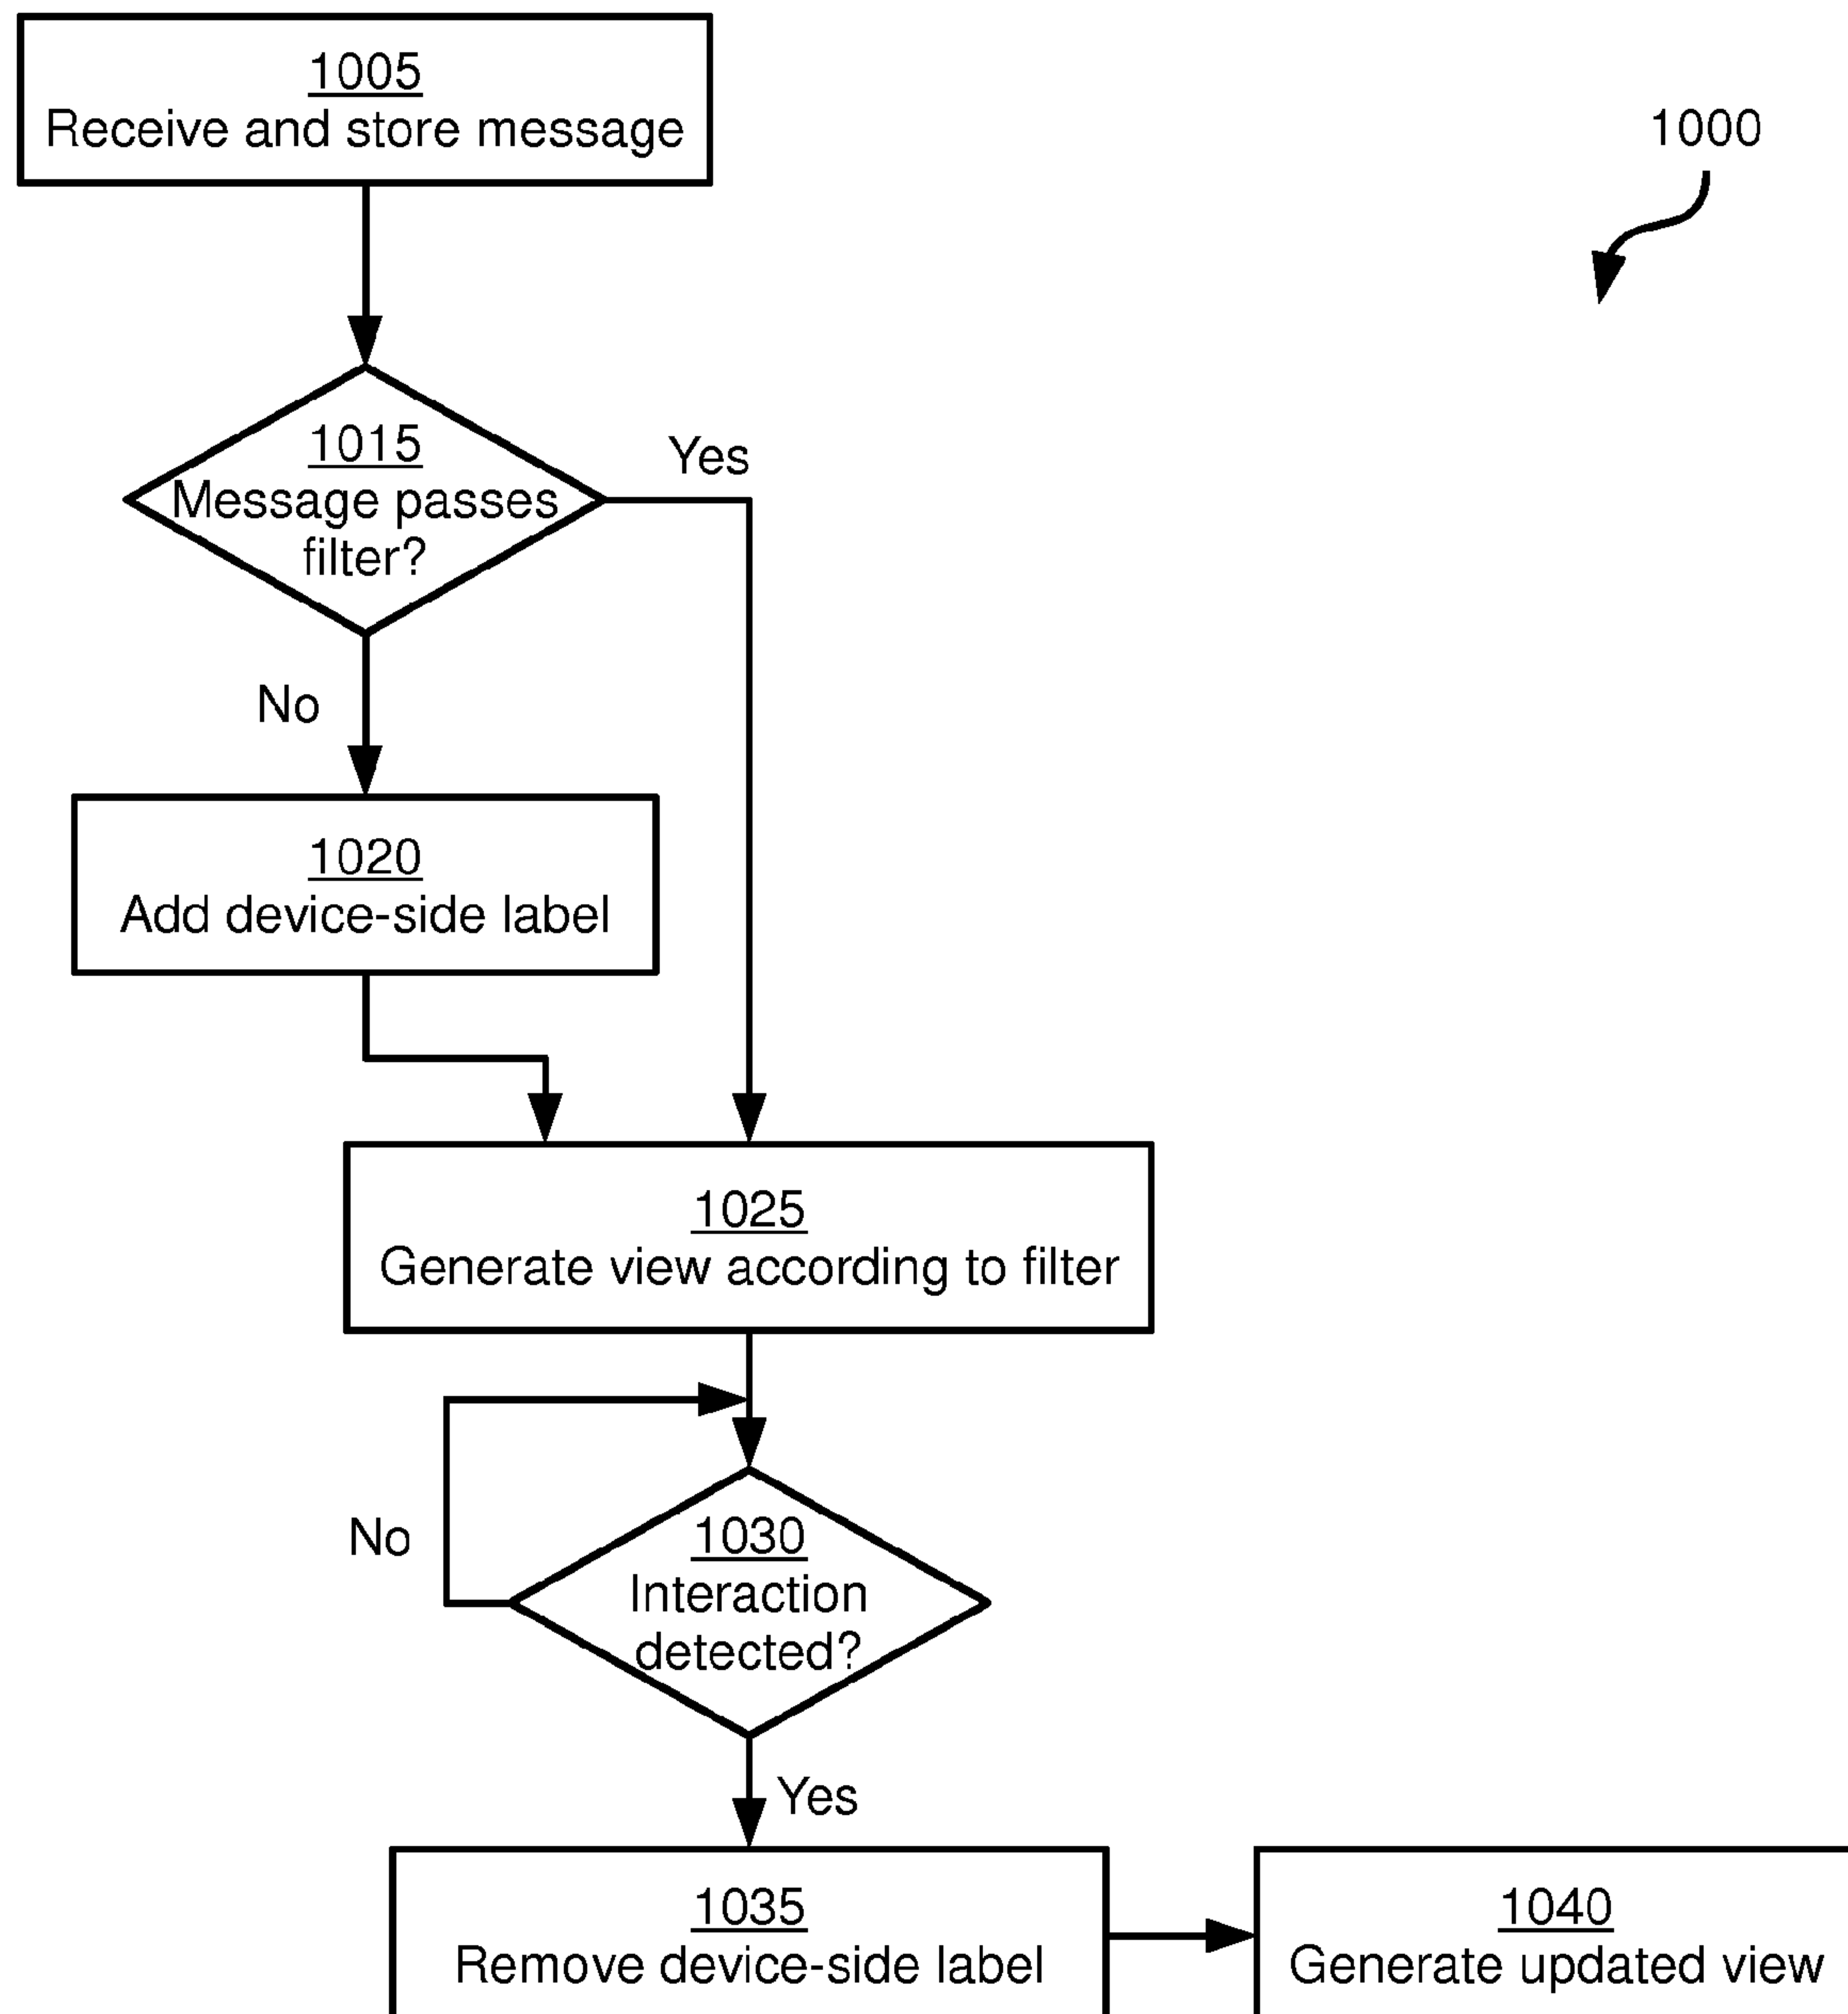 1005
Receive and store message
1000
1015
Message passes
filter?
Yes
No
1020
Add device-side label
1025
Generate view according to filter
No
1030
Interaction
detected?
Yes
1035
Remove device-side label
1040
Generate updated view